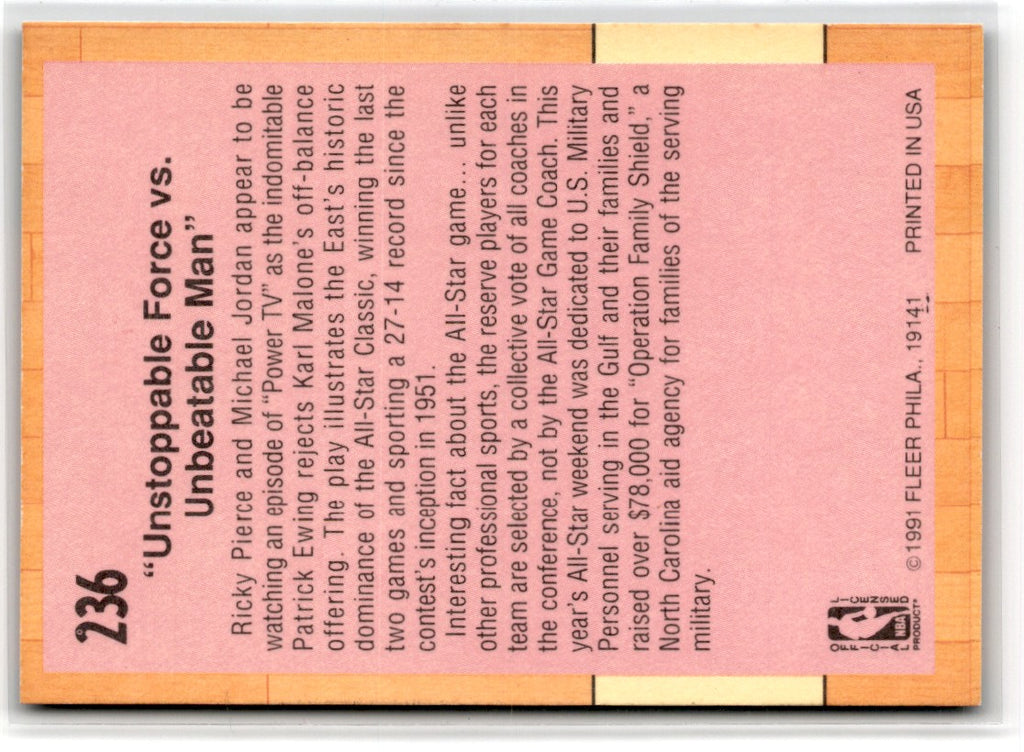 236
“Unstoppable Force vs.
Unbeatable Man”
Ricky Pierce and Michael Jordan appear to be
watching an episode of “Power TV” as the indomitable
Patrick Ewing rejects Karl Malone's off-balance
offering. The play illustrates the East's historic
dominance of the All-Star Classic, winning the last
two games and sporting a 27-14 record since the
contest's inception in 1951.
Interesting fact about the All-Star game... unlike
other professional sports, the reserve players for each
team are selected by a collective vote of all coaches in
the conference, not by the All-Star Game Coach. This
year's All-Star weekend was dedicated to U.S. Military
Personnel serving in the Gulf and their families and
raised over $78,000 for “Operation Family Shield,” a
North Carolina aid agency for families of the serving
military.
OFFICIAL LICENSED
NBA
PRODUCT®
©1991 FLEER PHILA., 19141 PRINTED IN USA